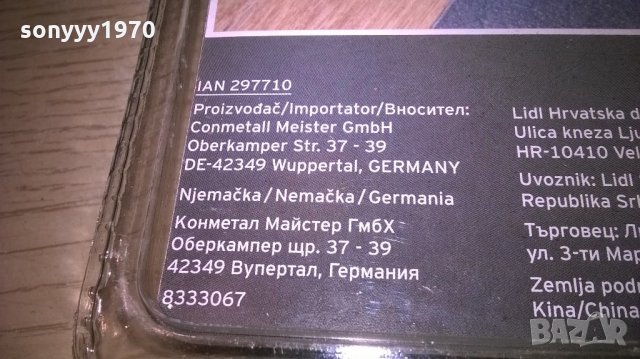 sonyyy1970
IAN 297710
Proizvođač/Importator/Вносител:
Conmetall Meister GmbH
Oberkamper Str. 37 - 39
DE-42349 Wuppertal, GERMANY
Njemačka/Nemačka/Germania
Конметал Майстер ГмбХ
Оберкампер щр. 37 - 39
42349 Вупертал, Германия
8333067
Lidl Hrvatska d
Ulica kneza Lju
HR-10410 Vel
Uvoznik: Lidl
Republika Srb
Търговец: Ли
ул. 3-ти Мар
Zemlja pod
Kina/China
BAZAR